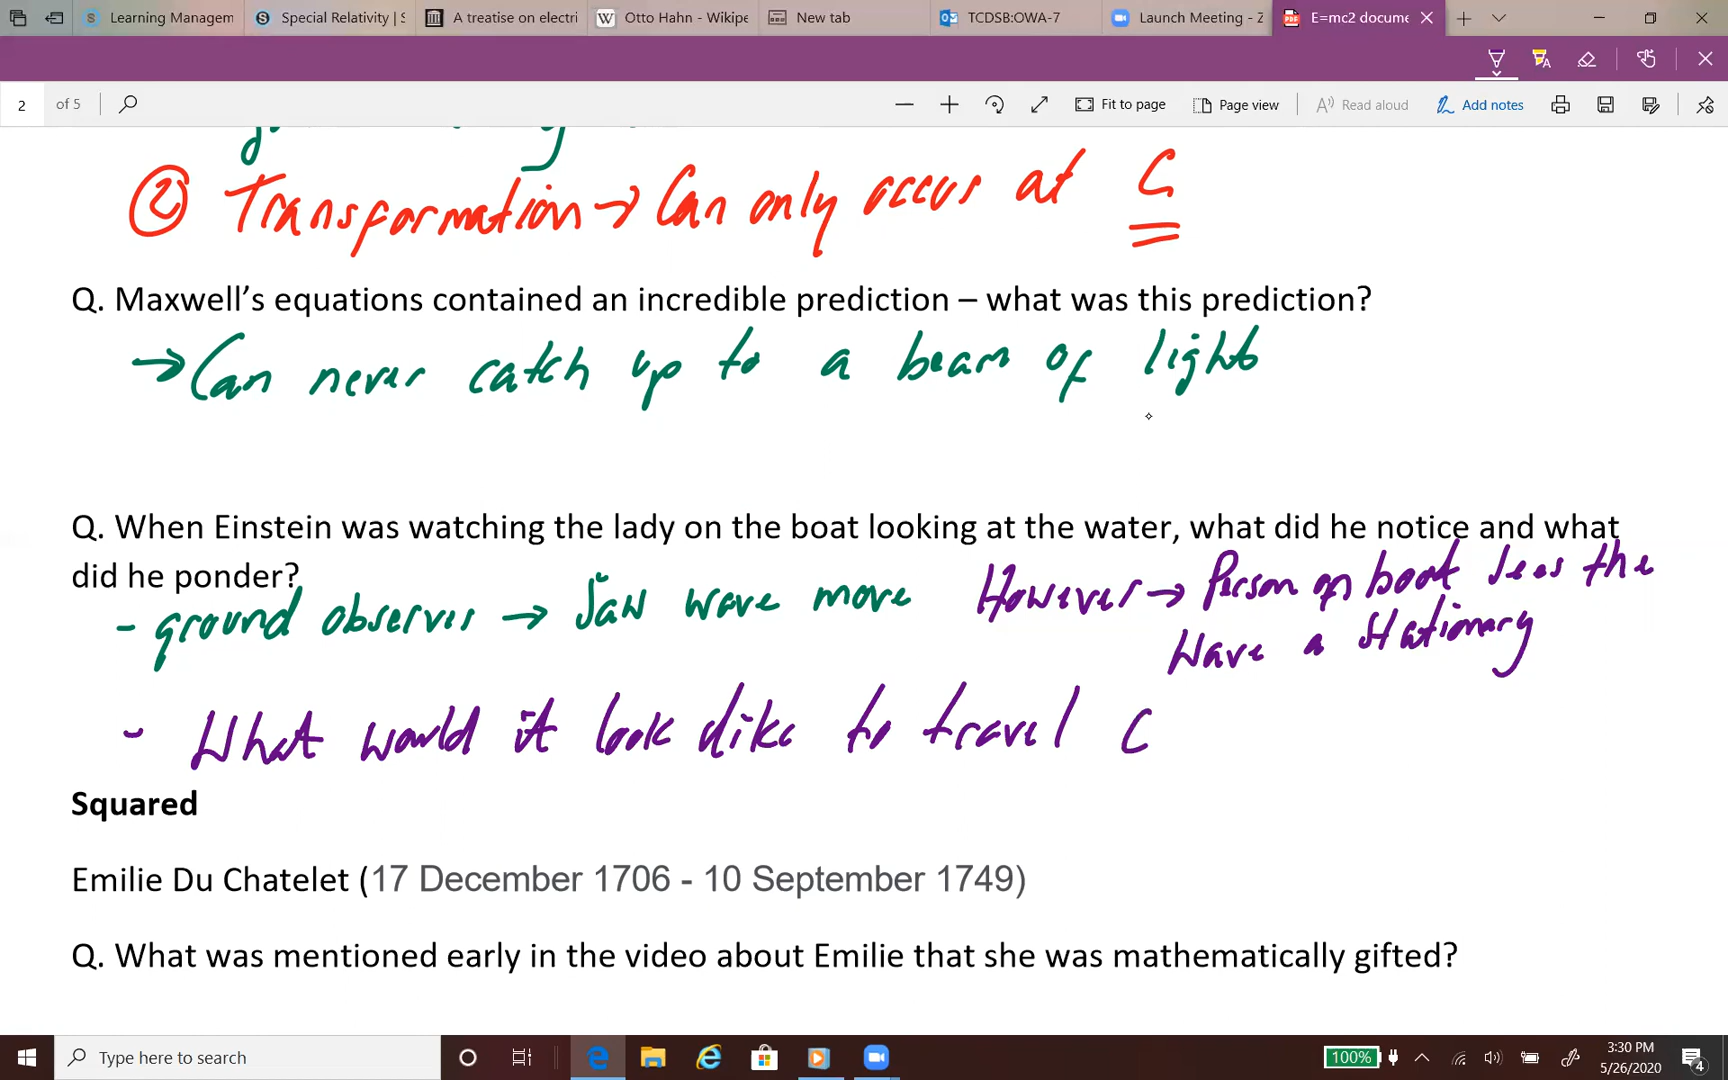 Learning Managem
Special Relativity | S
A treatise on electri
Otto Hahn - Wikipe
New tab
TCDSB:OWA-7
Launch Meeting - Z
E=mc2 docume
2 of 5
Fit to page
Page view
Read aloud
Add notes
② Transformation → Can only occurs at C
Q. Maxwell’s equations contained an incredible prediction – what was this prediction?
→ Can never catch up to a beam of light
Q. When Einstein was watching the lady on the boat looking at the water, what did he notice and what
did he ponder?
- ground observer → saw wave move
However → Person on boat sees the
wave a stationary
- What would it look like to travel C
Squared
Emilie Du Chatelet (17 December 1706 - 10 September 1749)
Q. What was mentioned early in the video about Emilie that she was mathematically gifted?
Type here to search
100%
3:30 PM
5/26/2020
4